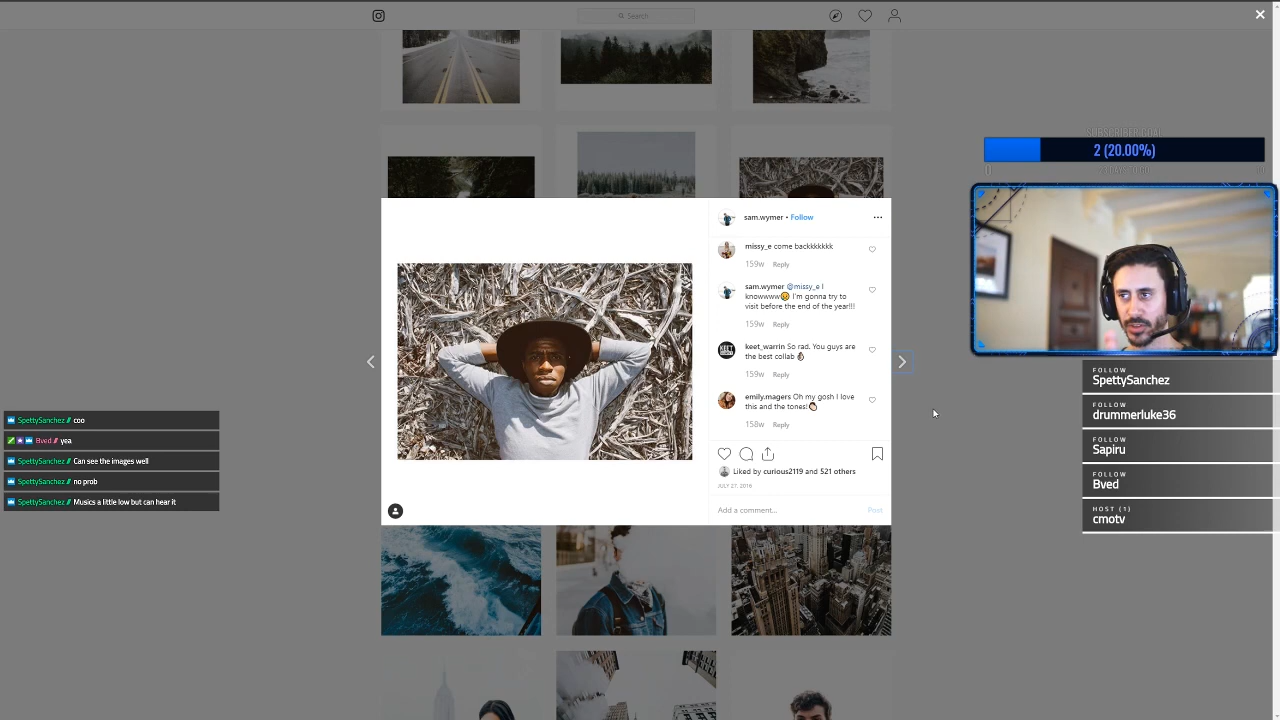 Search
SUBSCRIBER GOAL
2 (20.00%)
sam.wymer • Follow
missy_e come backkkkkkk
159w Reply
sam.wymer @missy_e I
knowwww I'm gonna try to
visit before the end of the year!!!
159w Reply
keet_warrin So rad. You guys are
the best collab
159w Reply
emily.magers Oh my gosh I love
this and the tones!
158w Reply
Liked by curious2119 and 521 others
JULY 27, 2016
Add a comment...
Post
SpettySanchez // coo
Bved // yea
SpettySanchez // Can see the images well
SpettySanchez // no prob
SpettySanchez // Musics a little low but can hear it
FOLLOW
SpettySanchez
FOLLOW
drummerluke36
FOLLOW
Sapiru
FOLLOW
Bved
HOST (1)
cmotv